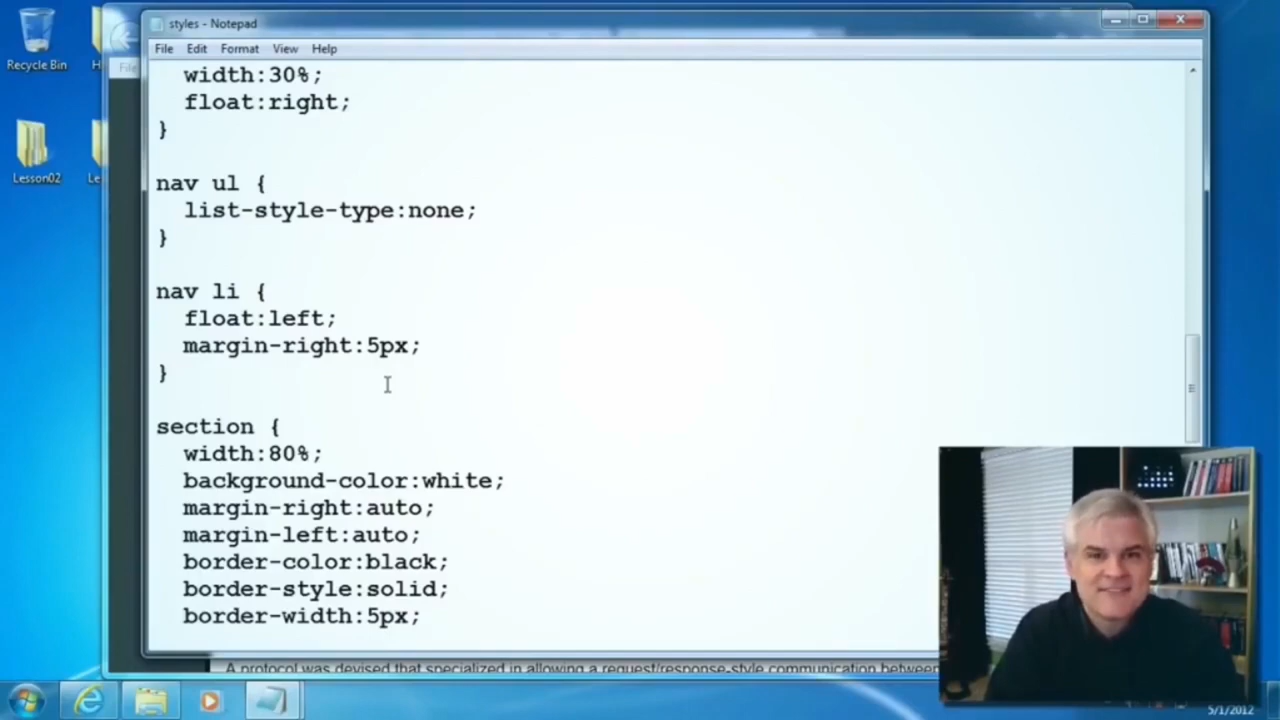 styles - Notepad
File Edit Format View Help
width:30%;
float:right;
}
nav ul {
list-style-type:none;
}
nav li {
float:left;
margin-right:5px;
}
section {
width:80%;
background-color:white;
margin-right:auto;
margin-left:auto;
border-color:black;
border-style:solid;
border-width:5px;
A protocol was devised that specialized in allowing a request/response-style communication between
Recycle Bin
Lesson02
File
5/1/2012